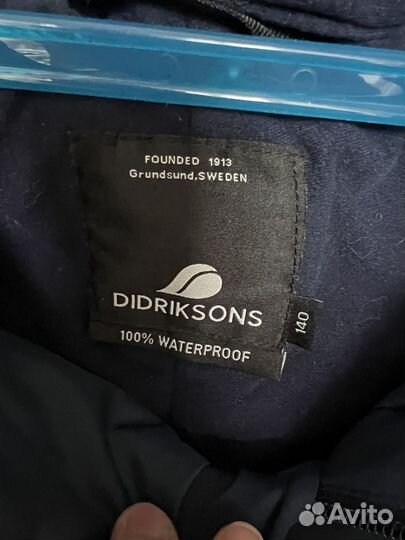 FOUNDED 1913
Grundsund,SWEDEN
DIDRIKSONS
140
100% WATERPROOF
Avito